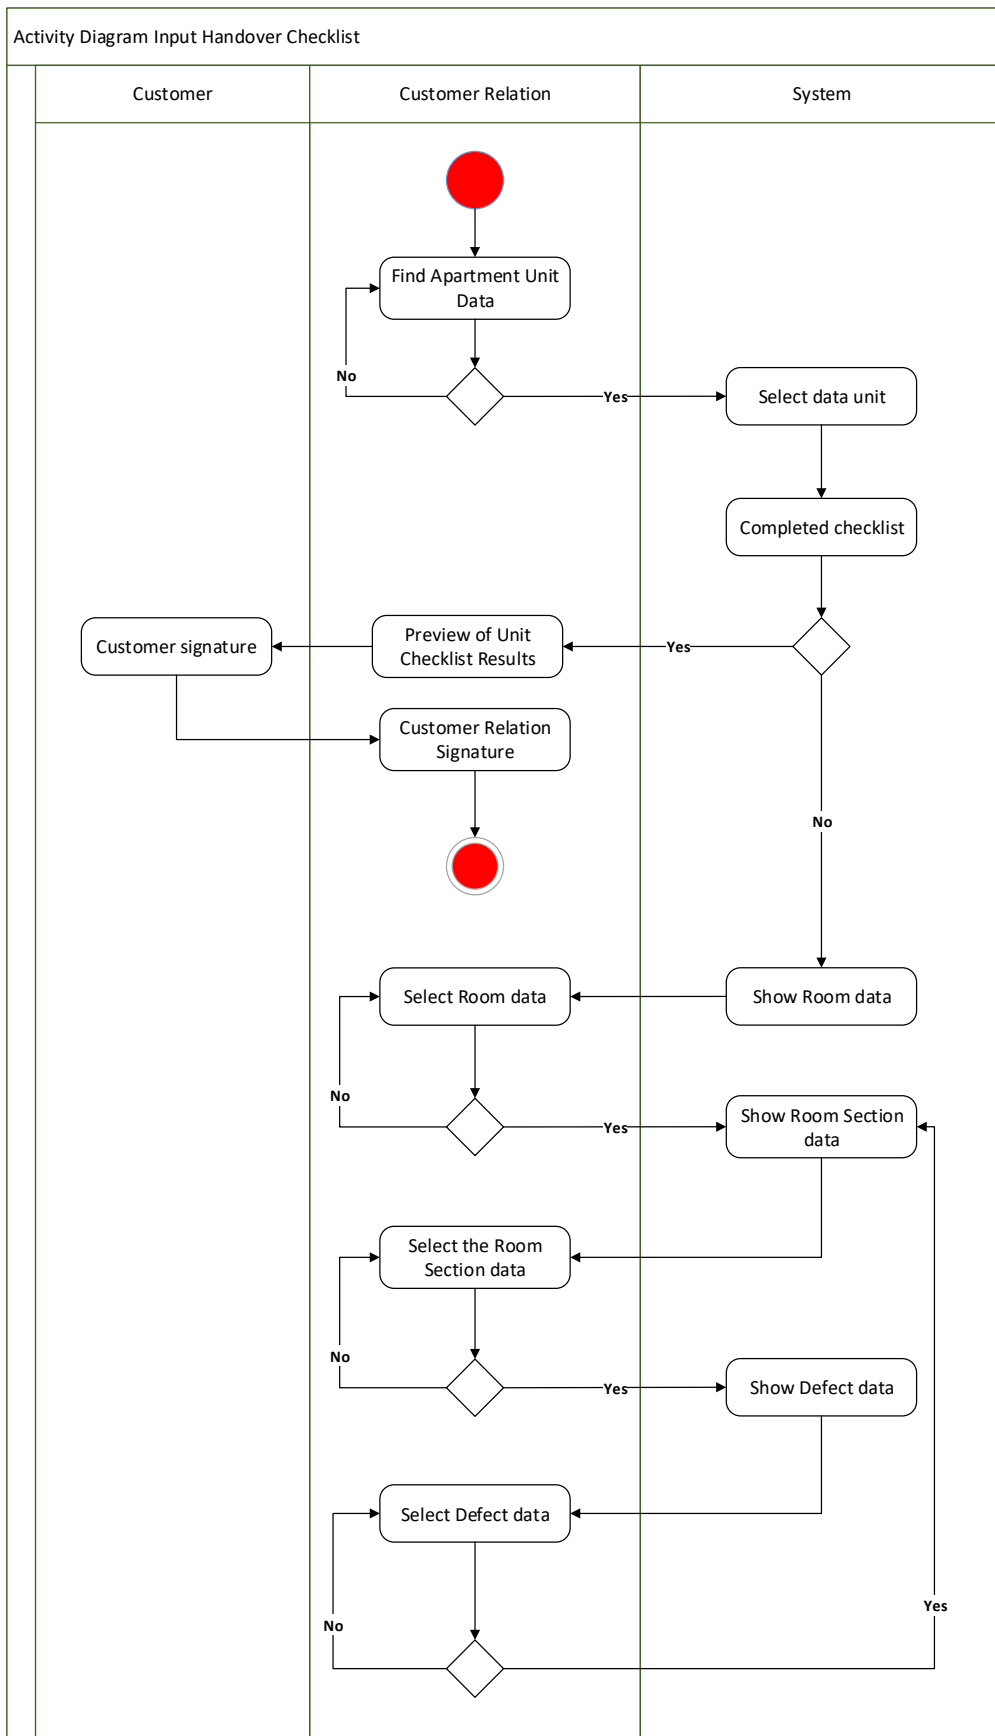 Activity Diagram Input Handover Checklist
Customer
Customer Relation
System
Find Apartment Unit
Data
No
Yes
Select data unit
Completed checklist
Customer signature
Preview of Unit
Checklist Results
Yes
Customer Relation
Signature
No
Select Room data
Show Room data
No
Yes
Show Room Section
data
Select the Room
Section data
No
Yes
Show Defect data
Select Defect data
No
Yes